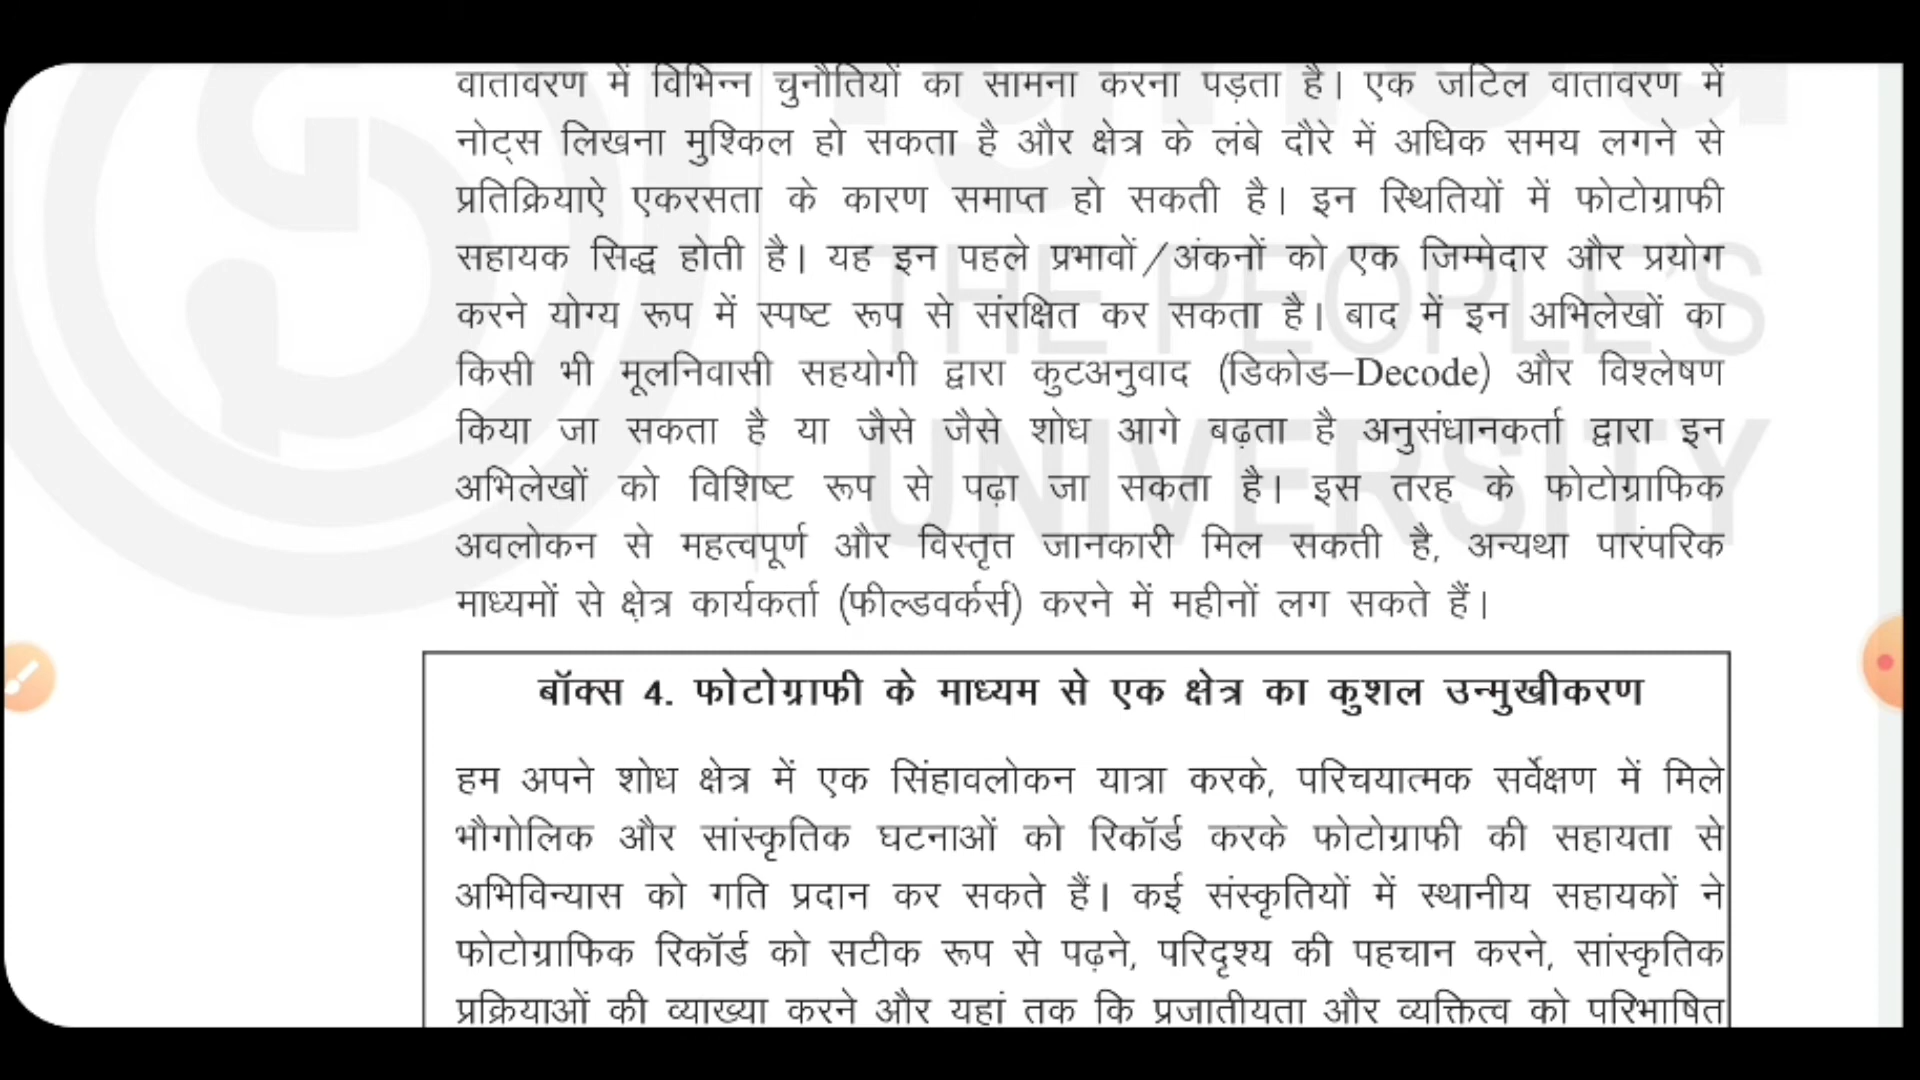 वातावरण में विभिन्न चुनौतियों का सामना करना पड़ता है। एक जटिल वातावरण में
नोट्स लिखना मुश्किल हो सकता है और क्षेत्र के लंबे दौरे में अधिक समय लगने से
प्रतिक्रियाऐ एकरसता के कारण समाप्त हो सकती है। इन स्थितियों में फोटोग्राफी
सहायक सिद्ध होती है। यह इन पहले प्रभावों/अंकनों को एक जिम्मेदार और प्रयोग
करने योग्य रूप में स्पष्ट रूप से संरक्षित कर सकता है। बाद में इन अभिलेखों का
किसी भी मूलनिवासी सहयोगी द्वारा कुटअनुवाद (डिकोड–Decode) और विश्लेषण
किया जा सकता है या जैसे जैसे शोध आगे बढ़ता है अनुसंधानकर्ता द्वारा इन
अभिलेखों को विशिष्ट रूप से पढ़ा जा सकता है। इस तरह के फोटोग्राफिक
अवलोकन से महत्वपूर्ण और विस्तृत जानकारी मिल सकती है, अन्यथा पारंपरिक
माध्यमों से क्षेत्र कार्यकर्ता (फील्डवर्कर्स) करने में महीनों लग सकते हैं।
THE PEOPLE'S
UNIVERSITY
बॉक्स 4. फोटोग्राफी के माध्यम से एक क्षेत्र का कुशल उन्मुखीकरण
हम अपने शोध क्षेत्र में एक सिंहावलोकन यात्रा करके, परिचयात्मक सर्वेक्षण में मिले
भौगोलिक और सांस्कृतिक घटनाओं को रिकॉर्ड करके फोटोग्राफी की सहायता से
अभिविन्यास को गति प्रदान कर सकते हैं। कई संस्कृतियों में स्थानीय सहायकों ने
फोटोग्राफिक रिकॉर्ड को सटीक रूप से पढ़ने, परिदृश्य की पहचान करने, सांस्कृतिक
प्रक्रियाओं की व्याख्या करने और यहां तक कि प्रजातीयता और व्यक्तित्व को परिभाषित